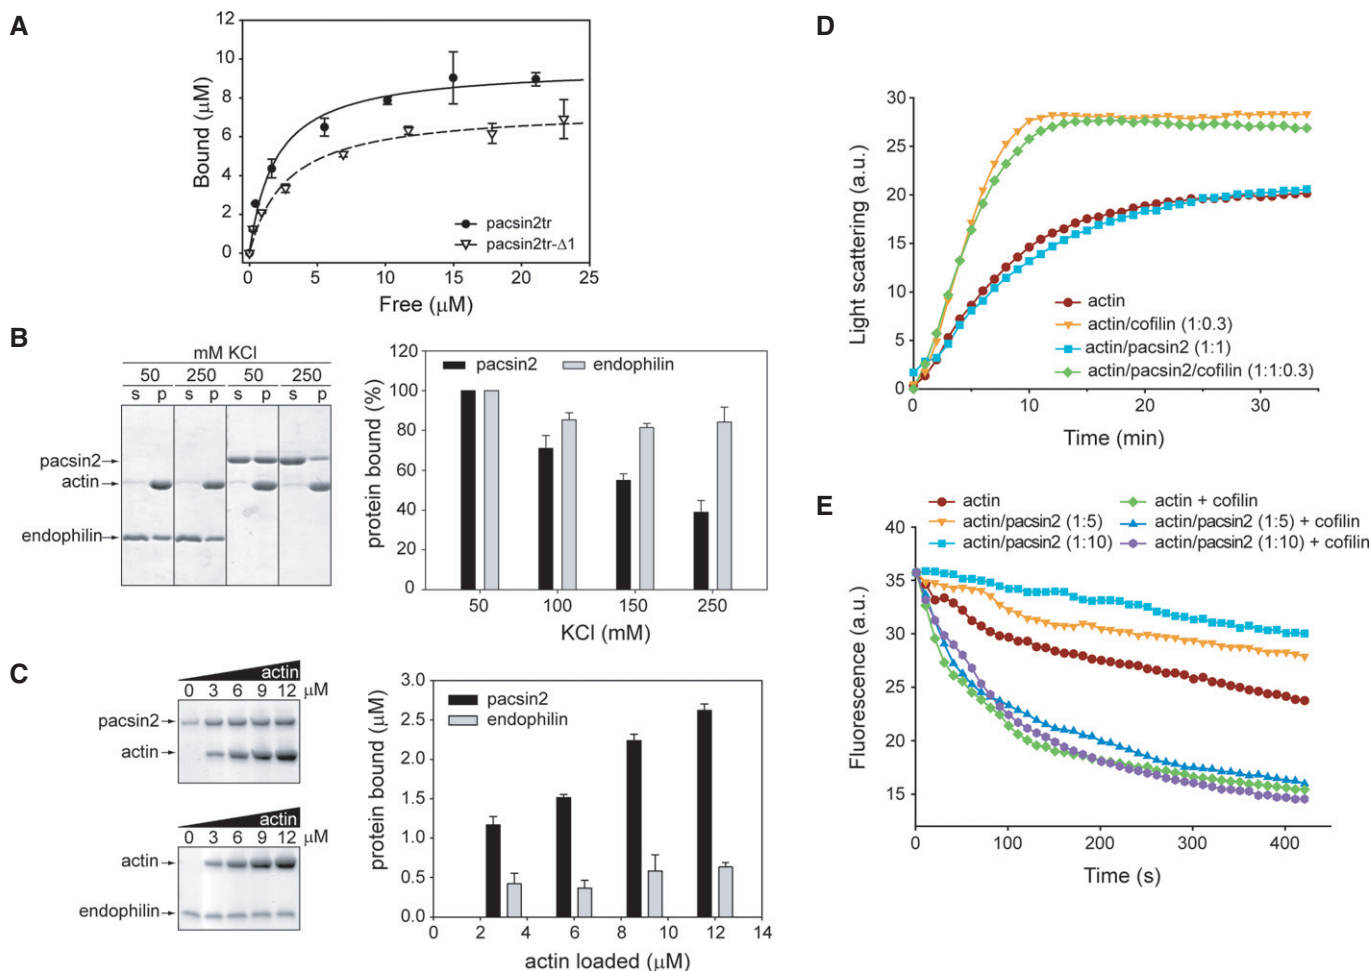 A
12
10
8
6
4
2
0
Bound (μM)
pacsin2tr
pacsin2tr-Δ1
0 5 10 15 20 25
Free (μM)
B
mM KCl
50 250 50 250
s p s p s p s p
pacsin2
actin
endophilin
120
100
80
60
40
20
0
protein bound (%)
pacsin2 endophilin
50 100 150 250
KCl (mM)
C
actin
0 3 6 9 12 μM
pacsin2
actin
actin
0 3 6 9 12 μM
actin
endophilin
3.0
2.5
2.0
1.5
1.0
0.5
0.0
protein bound (μM)
pacsin2
endophilin
0 2 4 6 8 10 12 14
actin loaded (μM)
D
30
25
20
15
10
5
0
Light scattering (a.u.)
actin
actin/cofilin (1:0.3)
actin/pacsin2 (1:1)
actin/pacsin2/cofilin (1:1:0.3)
0 10 20 30
Time (min)
E
actin
actin/pacsin2 (1:5)
actin/pacsin2 (1:10)
actin + cofilin
actin/pacsin2 (1:5) + cofilin
actin/pacsin2 (1:10) + cofilin
40
35
30
25
20
15
Fluorescence (a.u.)
0 100 200 300 400
Time (s)